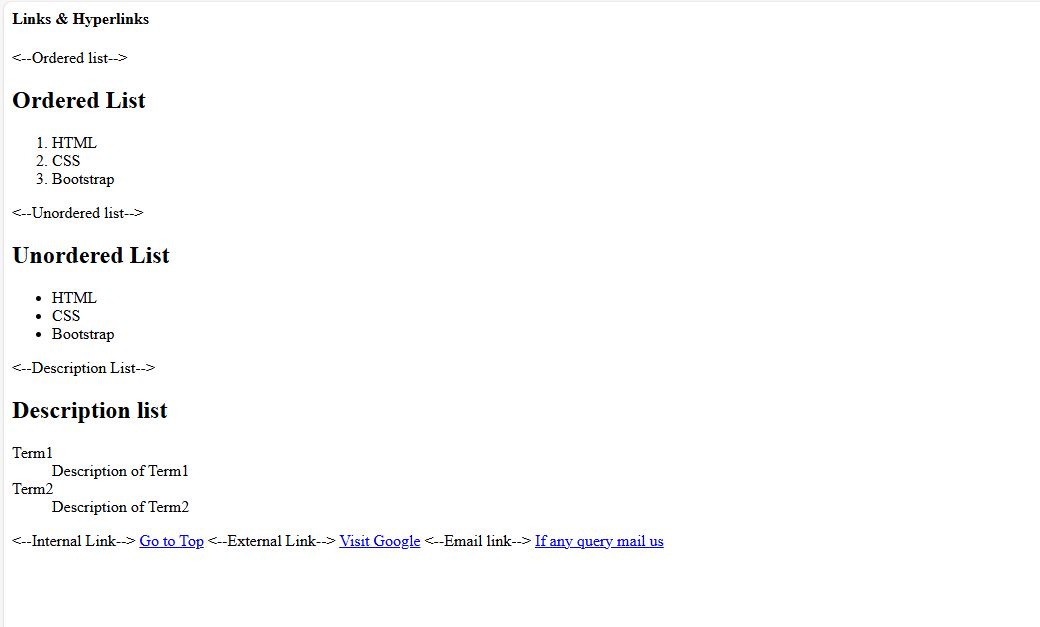 Links & Hyperlinks
<--Ordered list-->
Ordered List
1. HTML
2. CSS
3. Bootstrap
<--Unordered list-->
Unordered List
• HTML
• CSS
• Bootstrap
<--Description List-->
Description list
Term1
Description of Term1
Term2
Description of Term2
<--Internal Link--> Go to Top <--External Link--> Visit Google <--Email link--> If any query mail us